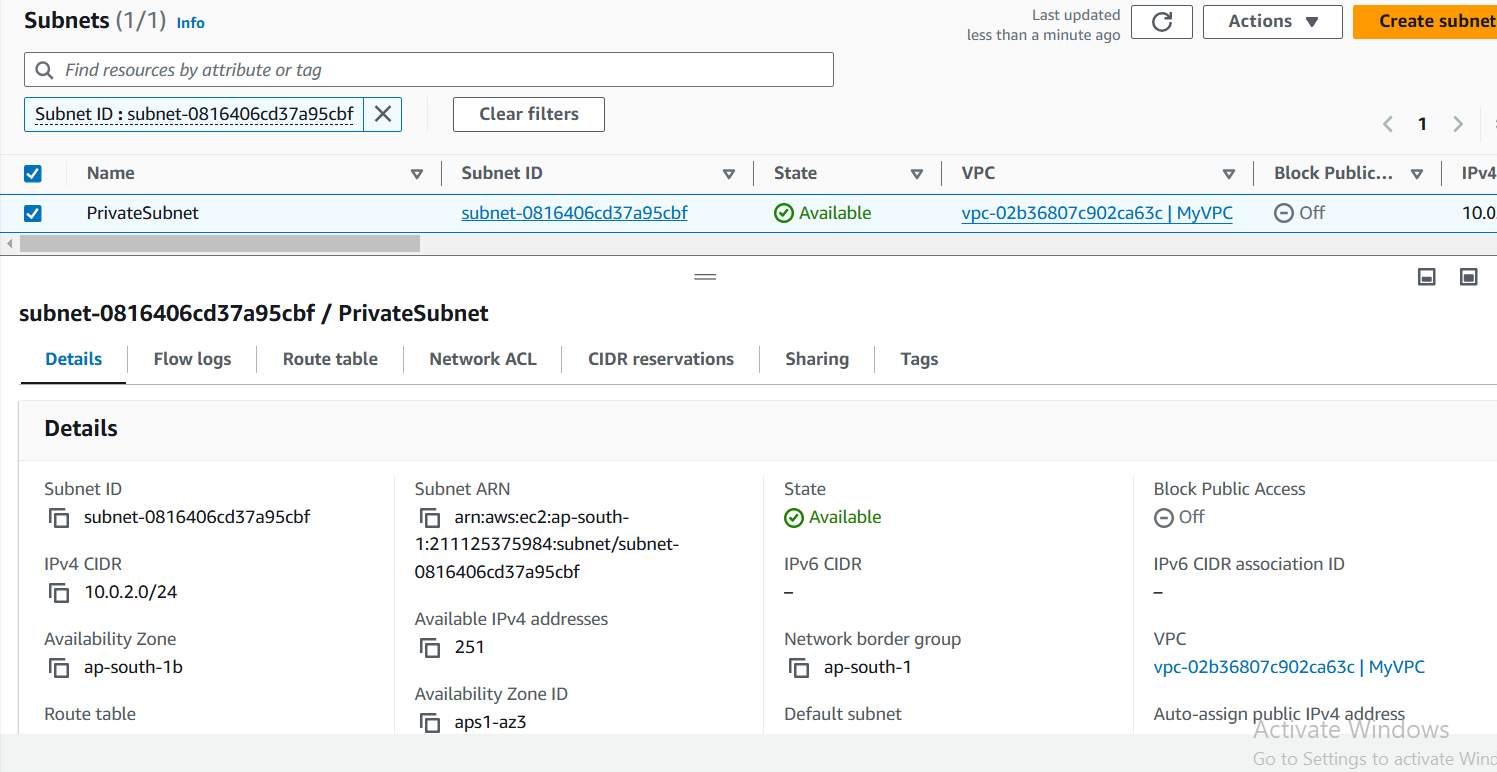 Subnets (1/1) Info
Last updated
less than a minute ago
Actions
Create subnet
Find resources by attribute or tag
Subnet ID : subnet-0816406cd37a95cbf
Clear filters
1
Name Subnet ID State VPC Block Public... IPv4
PrivateSubnet subnet-0816406cd37a95cbf Available vpc-02b36807c902ca63c | MyVPC Off 10.0.
subnet-0816406cd37a95cbf / PrivateSubnet
Details Flow logs Route table Network ACL CIDR reservations Sharing Tags
Details
Subnet ID
subnet-0816406cd37a95cbf
IPv4 CIDR
10.0.2.0/24
Availability Zone
ap-south-1b
Route table
Subnet ARN
arn:aws:ec2:ap-south-
1:211125375984:subnet/subnet-
0816406cd37a95cbf
Available IPv4 addresses
251
Availability Zone ID
aps1-az3
State
Available
IPv6 CIDR
–
Network border group
ap-south-1
Default subnet
Block Public Access
Off
IPv6 CIDR association ID
–
VPC
vpc-02b36807c902ca63c | MyVPC
Auto-assign public IPv4 address
Activate Windows
Go to Settings to activate Wind